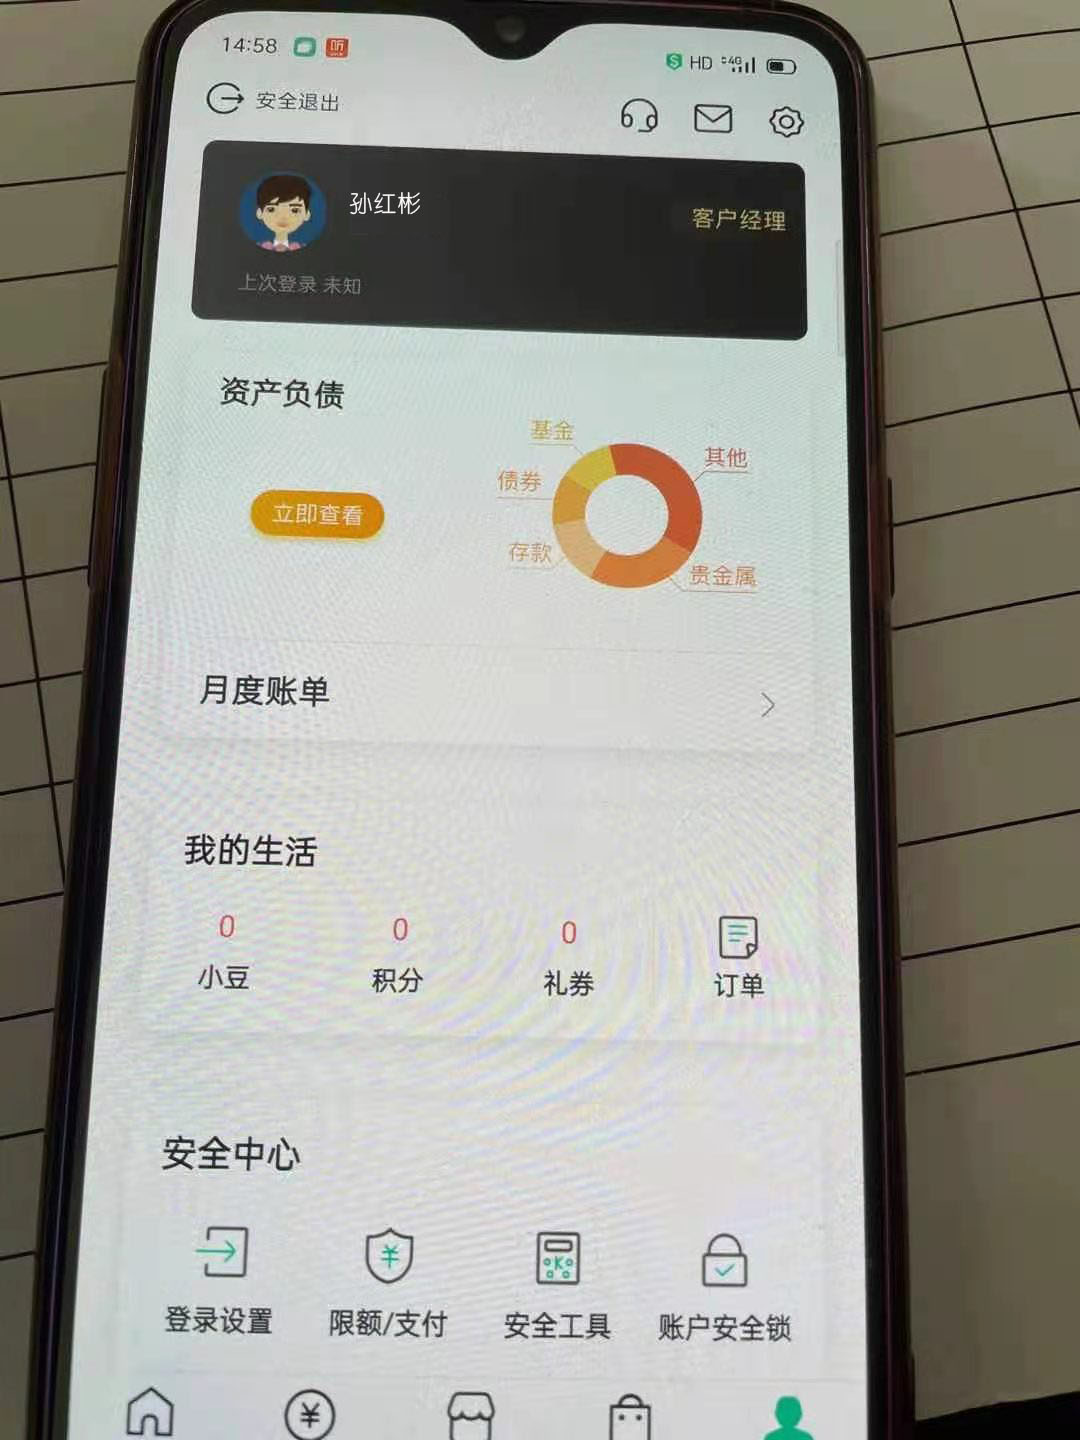 14:58 听 HD 4G
安全退出
孙红彬
客户经理
上次登录 未知
资产负债
基金
其他
债券
立即查看
存款
贵金属
月度账单
我的生活
0 0 0
小豆 积分 礼券 订单
安全中心
登录设置 限额/支付 安全工具 账户安全锁